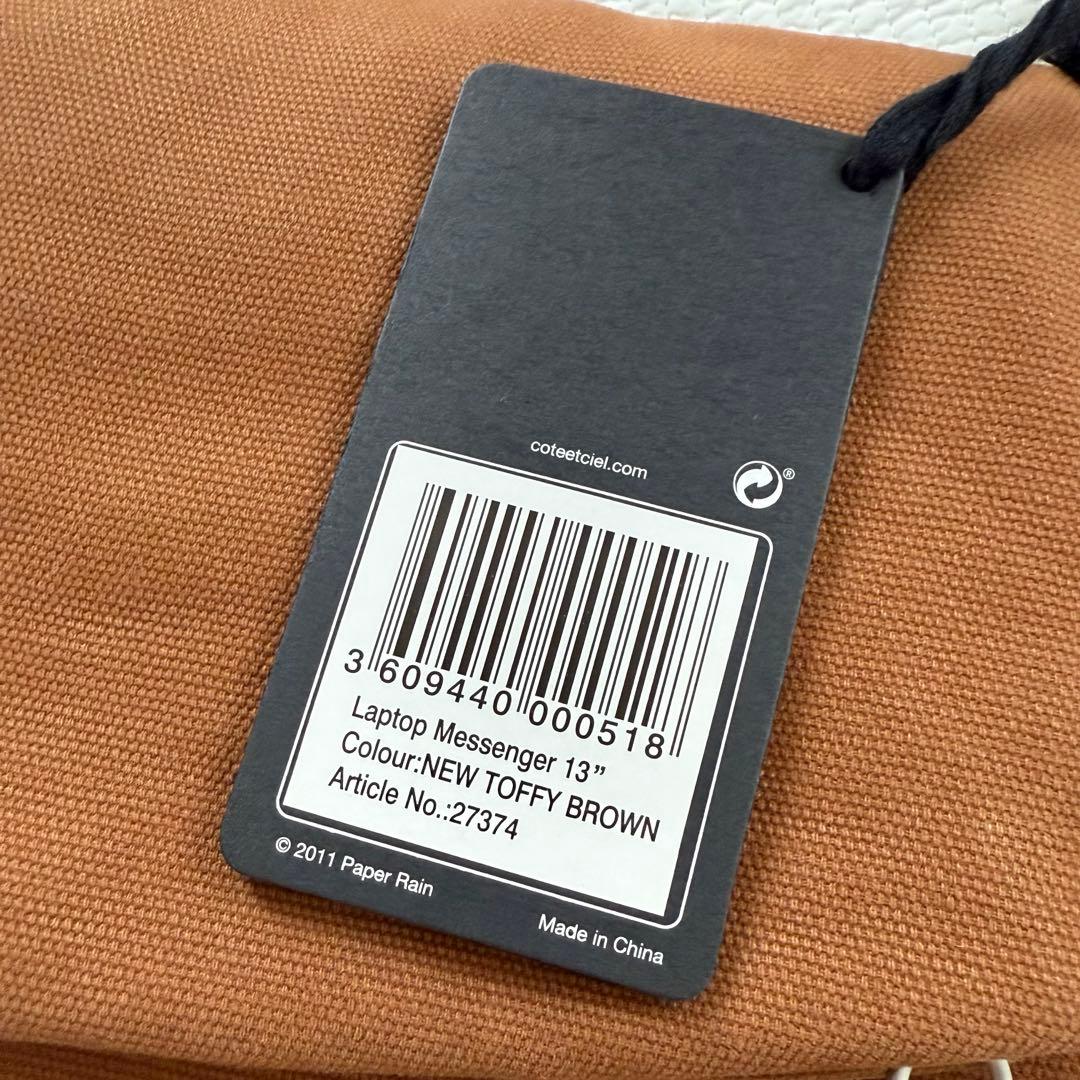 coteetciel.com
®
3 609440 000518
Laptop Messenger 13”
Colour:NEW TOFFY BROWN
Article No.:27374
© 2011 Paper Rain
Made in China